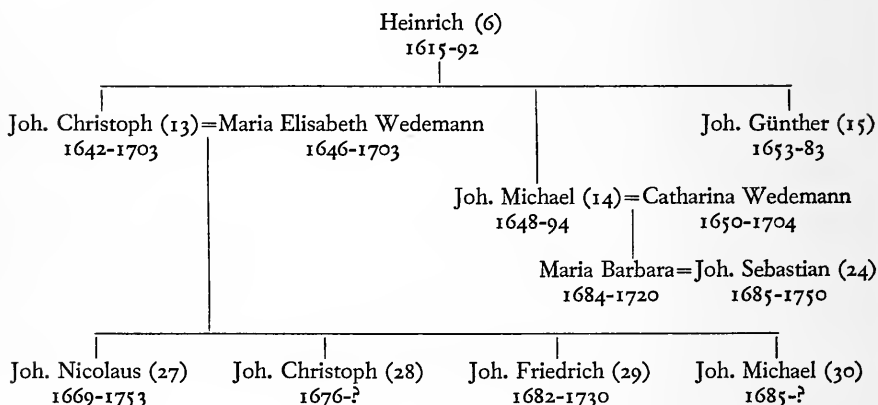 Heinrich (6)
1615-92
Joh. Christoph (13)=Maria Elisabeth Wedemann
1642-1703 1646-1703
Joh. Günther (15)
1653-83
Joh. Michael (14)=Catharina Wedemann
1648-94 1650-1704
Maria Barbara=Joh. Sebastian (24)
1684-1720 1685-1750
Joh. Nicolaus (27) Joh. Christoph (28) Joh. Friedrich (29) Joh. Michael (30)
1669-1753 1676-? 1682-1730 1685-?